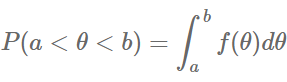 P(a < θ < b) = ∫_a^b f(θ)dθ